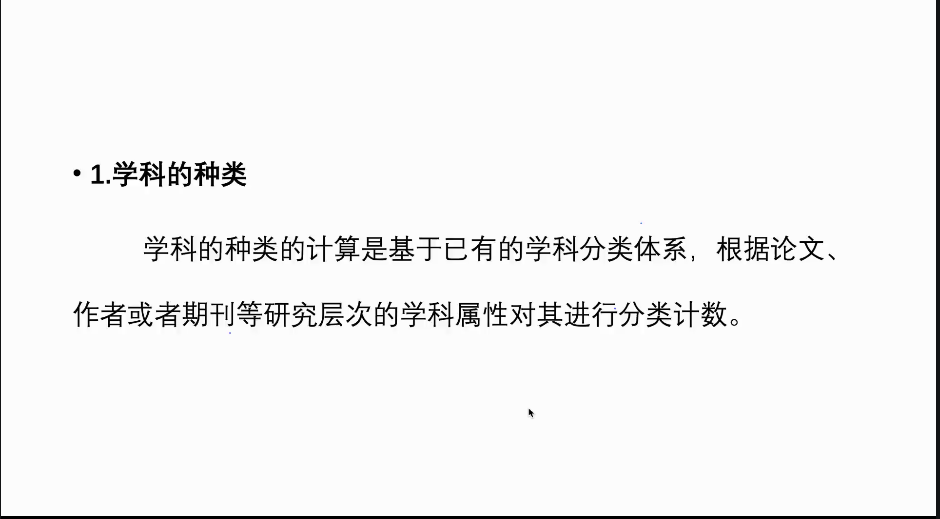 • 1.学科的种类
学科的种类的计算是基于已有的学科分类体系，根据论文、
作者或者期刊等研究层次的学科属性对其进行分类计数。